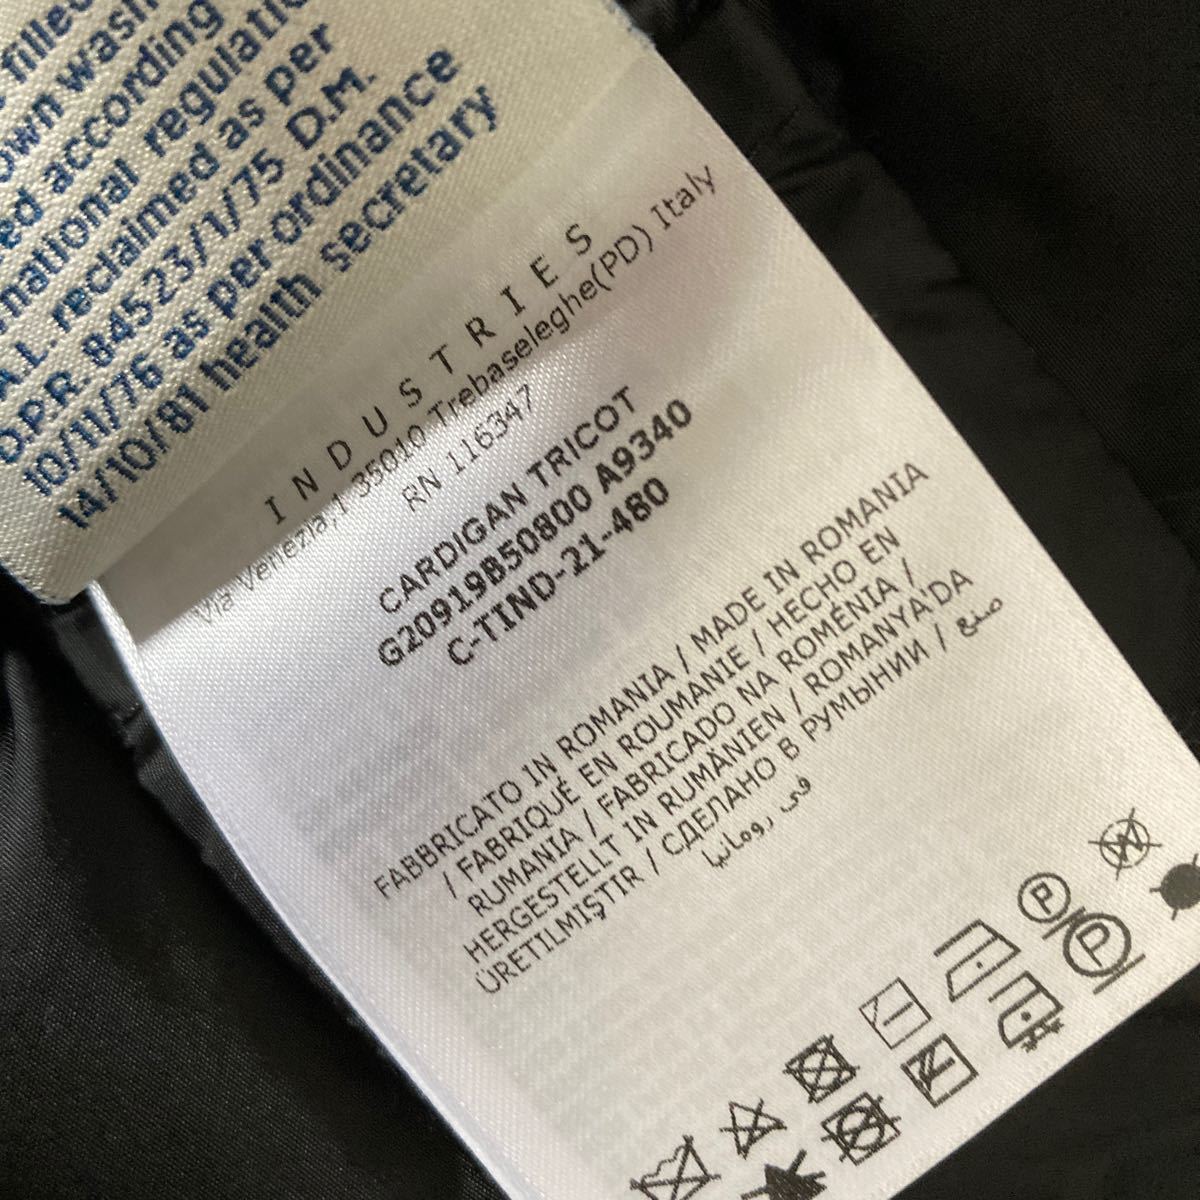 filled
own wash
ed according
national regulatio
A.L. reclaimed as per
D.P.R. 84523/1/75 D.M.
10/11/76 as per ordinance
14/10/81 health secretary
INDUSTRIES
Via Venezia,1 35010 Trebaseleghe(PD) Italy
RN 116347
CARDIGAN TRICOT
G20919B50800 A9340
C-TIND-21-480
FABBRICATO IN ROMANIA / MADE IN ROMANIA
/ FABRIQUÉ EN ROUMANIE / HECHO EN
RUMANIA / FABRICADO NA ROMÉNIA /
HERGESTELLT IN RUMÄNIEN / ROMANYA'DA
ÜRETILMIŞTIR / СДЕЛАНО В РУМЫНИИ / صنع
في رومانيا
W
P
P